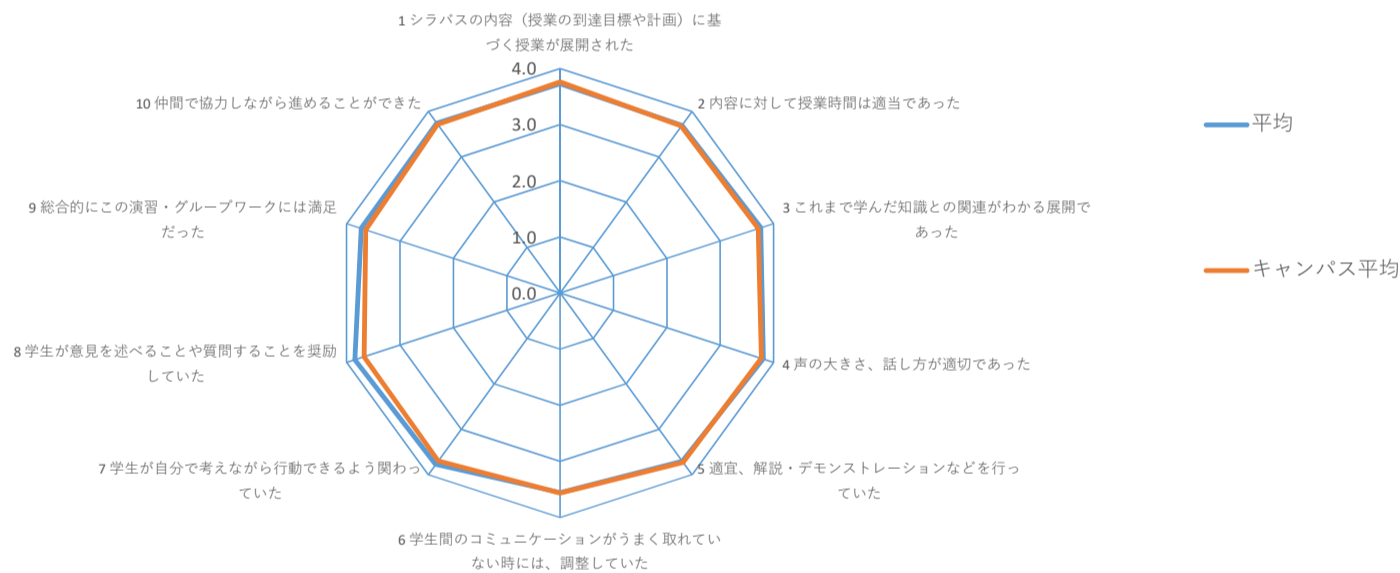 1 シラバスの内容（授業の到達目標や計画）に基
づく授業が展開された
4.0
10 仲間で協力しながら進めることができた
2 内容に対して授業時間は適当であった
平均
3.0
2.0
9 総合的にこの演習・グループワークには満足
だった
3 これまで学んだ知識との関連がわかる展開で
あった
1.0
キャンパス平均
0.0
8 学生が意見を述べることや質問することを奨励
していた
4 声の大きさ、話し方が適切であった
7 学生が自分で考えながら行動できるよう関わっ
ていた
5 適宜、解説・デモンストレーションなどを行っ
ていた
6 学生間のコミュニケーションがうまく取れてい
ない時には、調整していた